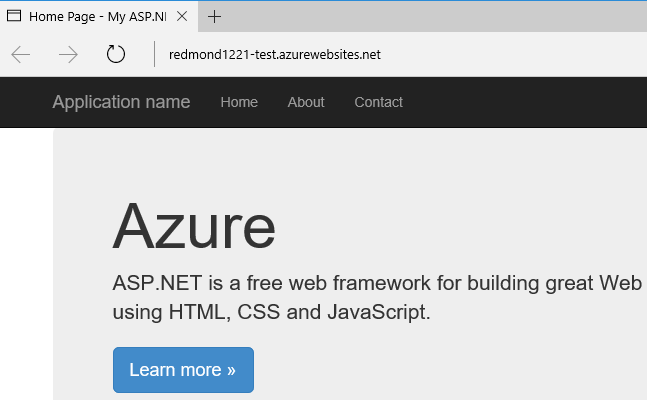 Home Page - My ASP.N
redmond1221-test.azurewebsites.net
Application name Home About Contact
Azure
ASP.NET is a free web framework for building great Web
using HTML, CSS and JavaScript.
Learn more »